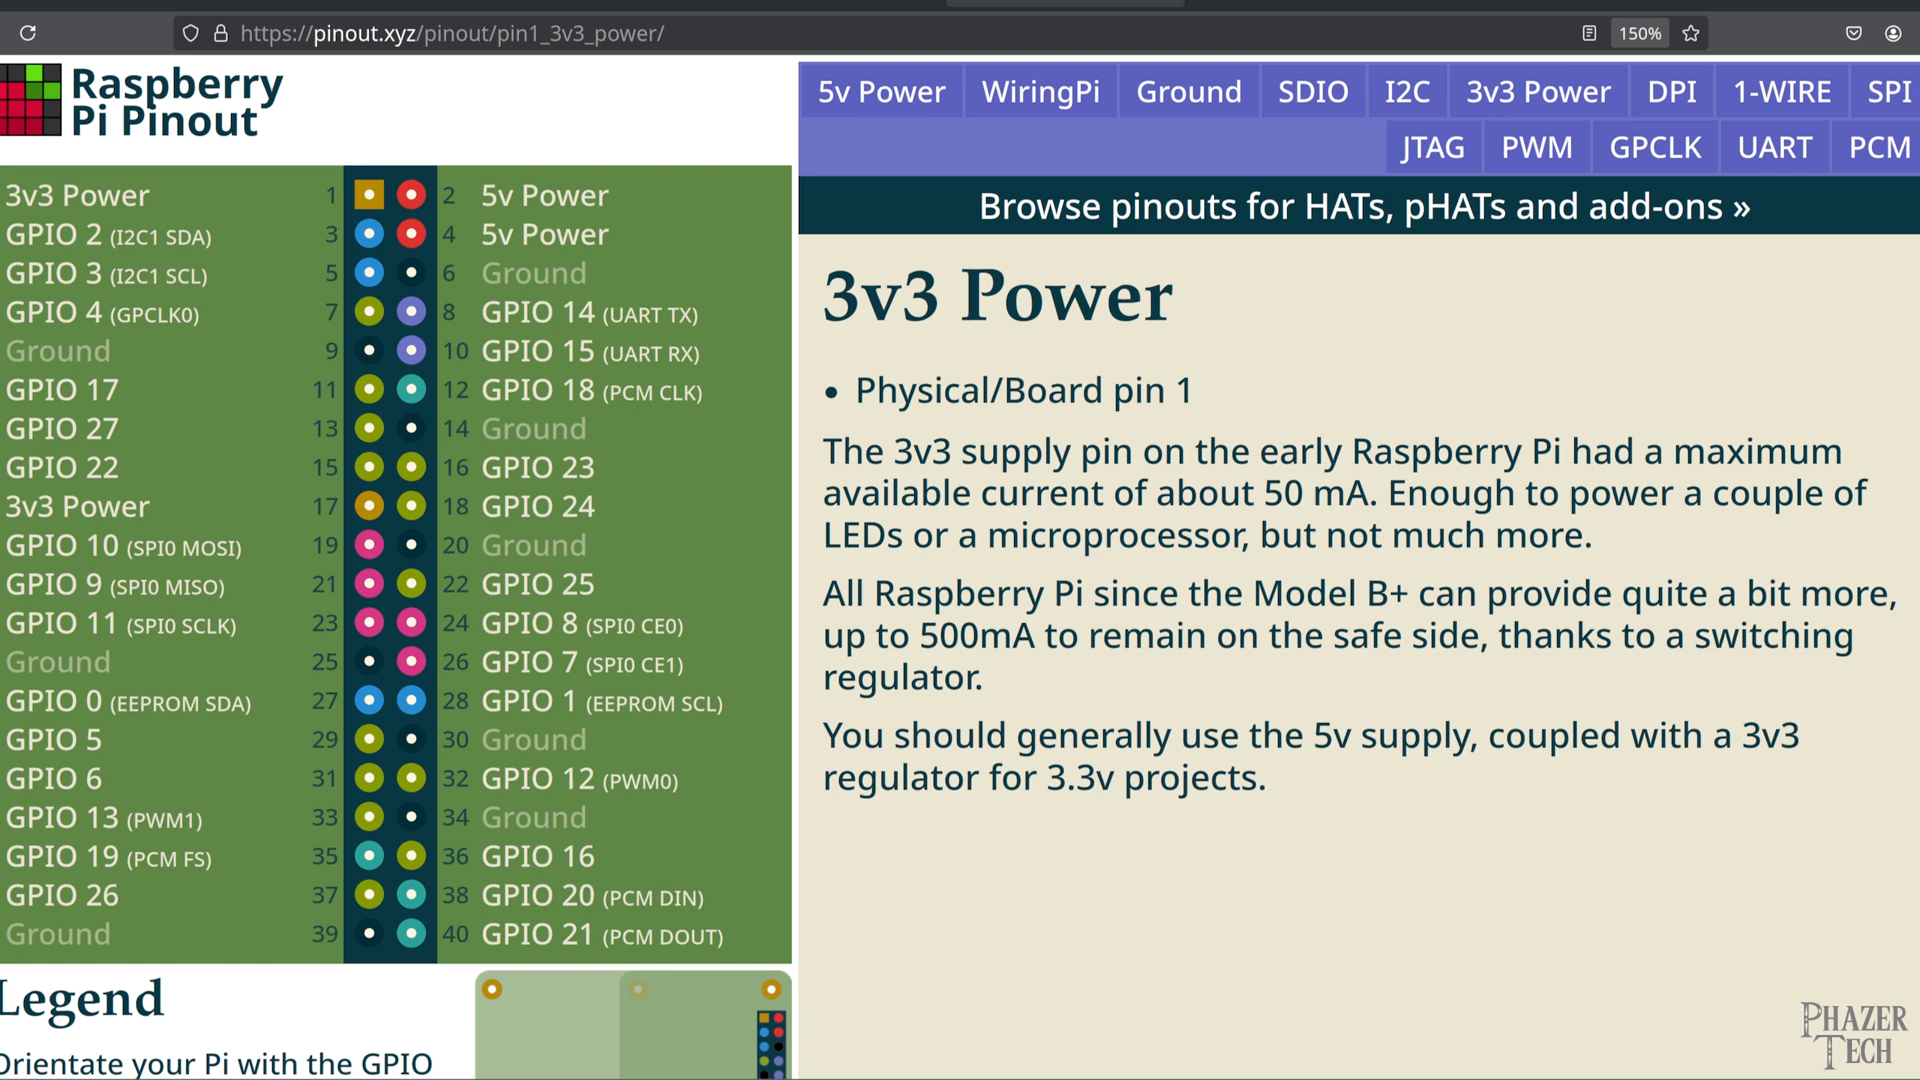 https://pinout.xyz/pinout/pin1_3v3_power/
150%
Raspberry
Pi Pinout
5v Power WiringPi Ground SDIO I2C 3v3 Power DPI 1-WIRE SPI
JTAG PWM GPCLK UART PCM
Browse pinouts for HATs, pHATs and add-ons »
3v3 Power 1 2 5v Power
GPIO 2 (I2C1 SDA) 3 4 5v Power
GPIO 3 (I2C1 SCL) 5 6 Ground
GPIO 4 (GPCLK0) 7 8 GPIO 14 (UART TX)
Ground 9 10 GPIO 15 (UART RX)
GPIO 17 11 12 GPIO 18 (PCM CLK)
GPIO 27 13 14 Ground
GPIO 22 15 16 GPIO 23
3v3 Power 17 18 GPIO 24
GPIO 10 (SPI0 MOSI) 19 20 Ground
GPIO 9 (SPI0 MISO) 21 22 GPIO 25
GPIO 11 (SPI0 SCLK) 23 24 GPIO 8 (SPI0 CE0)
Ground 25 26 GPIO 7 (SPI0 CE1)
GPIO 0 (EEPROM SDA) 27 28 GPIO 1 (EEPROM SCL)
GPIO 5 29 30 Ground
GPIO 6 31 32 GPIO 12 (PWM0)
GPIO 13 (PWM1) 33 34 Ground
GPIO 19 (PCM FS) 35 36 GPIO 16
GPIO 26 37 38 GPIO 20 (PCM DIN)
Ground 39 40 GPIO 21 (PCM DOUT)
Legend
Orientate your Pi with the GPIO
3v3 Power
• Physical/Board pin 1
The 3v3 supply pin on the early Raspberry Pi had a maximum
available current of about 50 mA. Enough to power a couple of
LEDs or a microprocessor, but not much more.
All Raspberry Pi since the Model B+ can provide quite a bit more,
up to 500mA to remain on the safe side, thanks to a switching
regulator.
You should generally use the 5v supply, coupled with a 3v3
regulator for 3.3v projects.
PHAZER
TECH